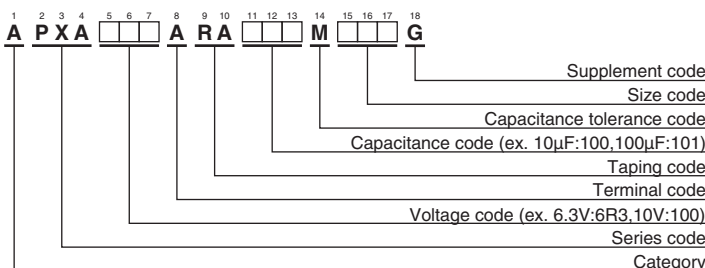 1 2 3 4 5 6 7 8 9 10 11 12 13 14 15 16 17 18
A P X A □□□ A R A □□□ M □□□ G
Supplement code
Size code
Capacitance tolerance code
Capacitance code (ex. 10µF:100,100µF:101)
Taping code
Terminal code
Voltage code (ex. 6.3V:6R3,10V:100)
Series code
Category